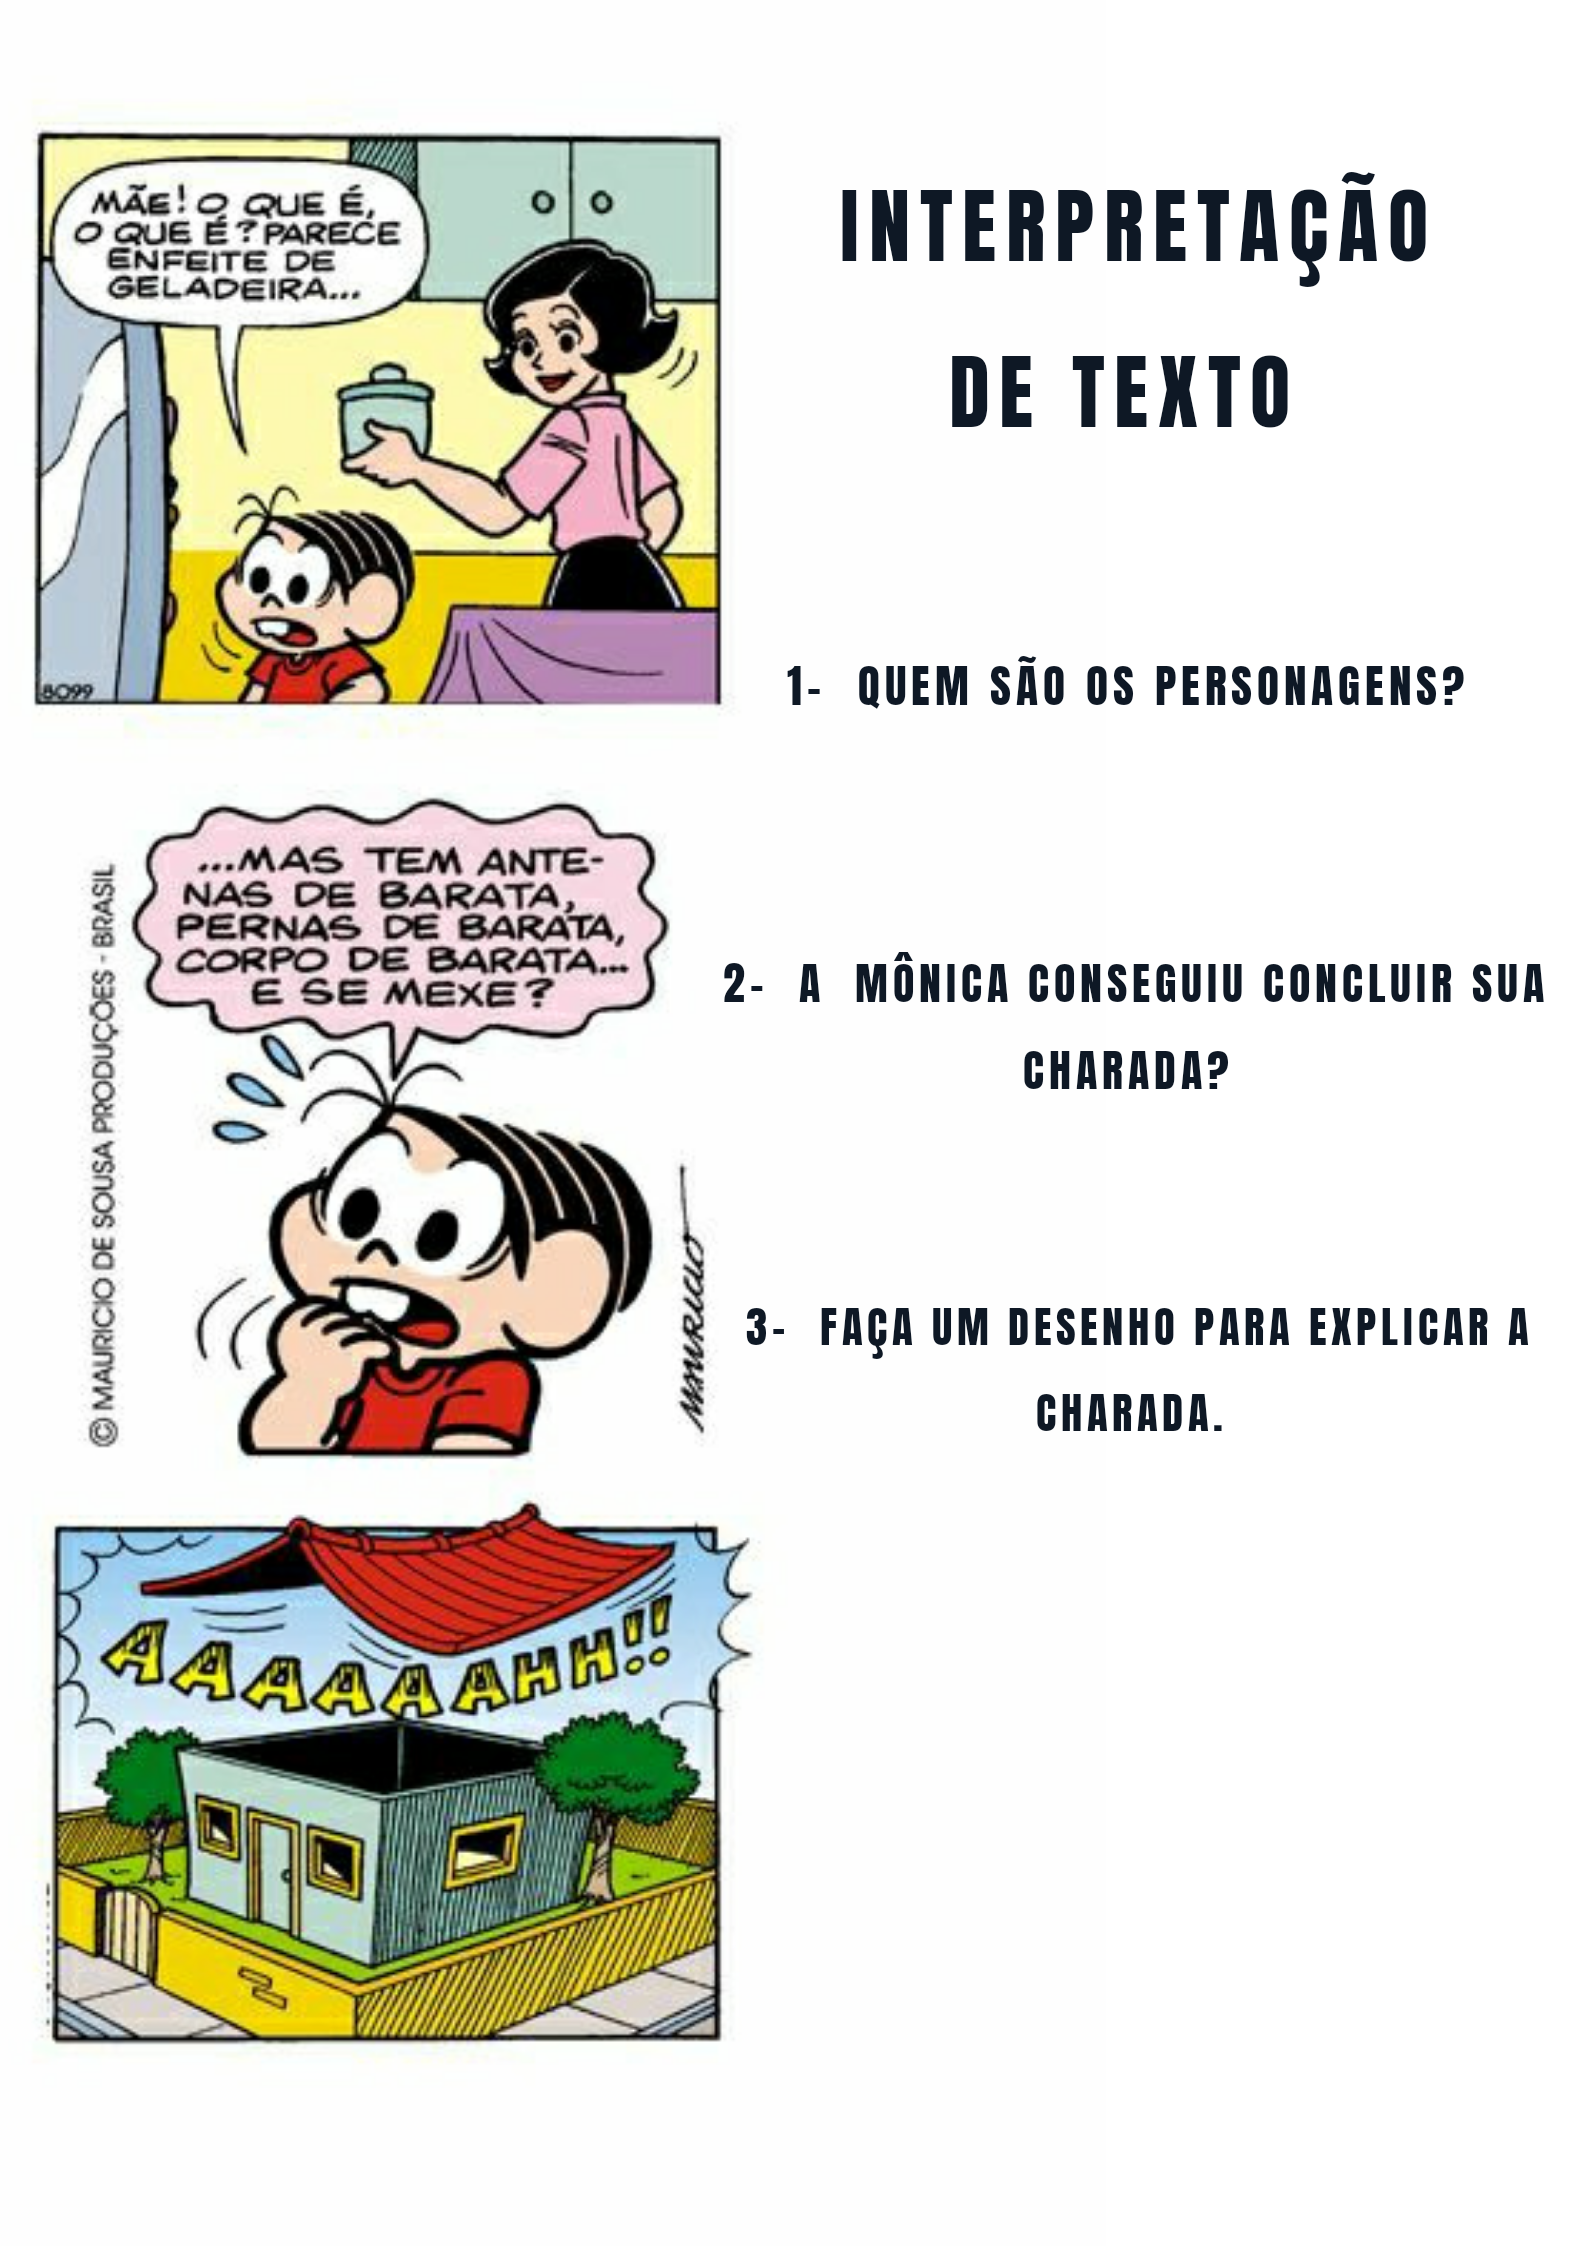 MÃE! O QUE É,
O QUE É? PARECE
ENFEITE DE
GELADEIRA...
8099
INTERPRETAÇÃO
DE TEXTO
1- QUEM SÃO OS PERSONAGENS?
...MAS TEM ANTE-
NAS DE BARATA,
PERNAS DE BARATA,
CORPO DE BARATA...
E SE MEXE?
© MAURICIO DE SOUSA PRODUÇÕES - BRASIL
MAURICIO
2- A MÔNICA CONSEGUIU CONCLUIR SUA
CHARADA?
3- FAÇA UM DESENHO PARA EXPLICAR A
CHARADA.
AAAAAAHH!!